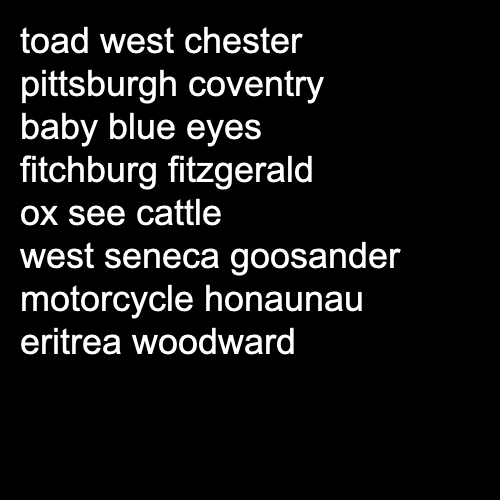 toad west chester
pittsburgh coventry
baby blue eyes
fitchburg fitzgerald
ox see cattle
west seneca goosander
motorcycle honaunau
eritrea woodward